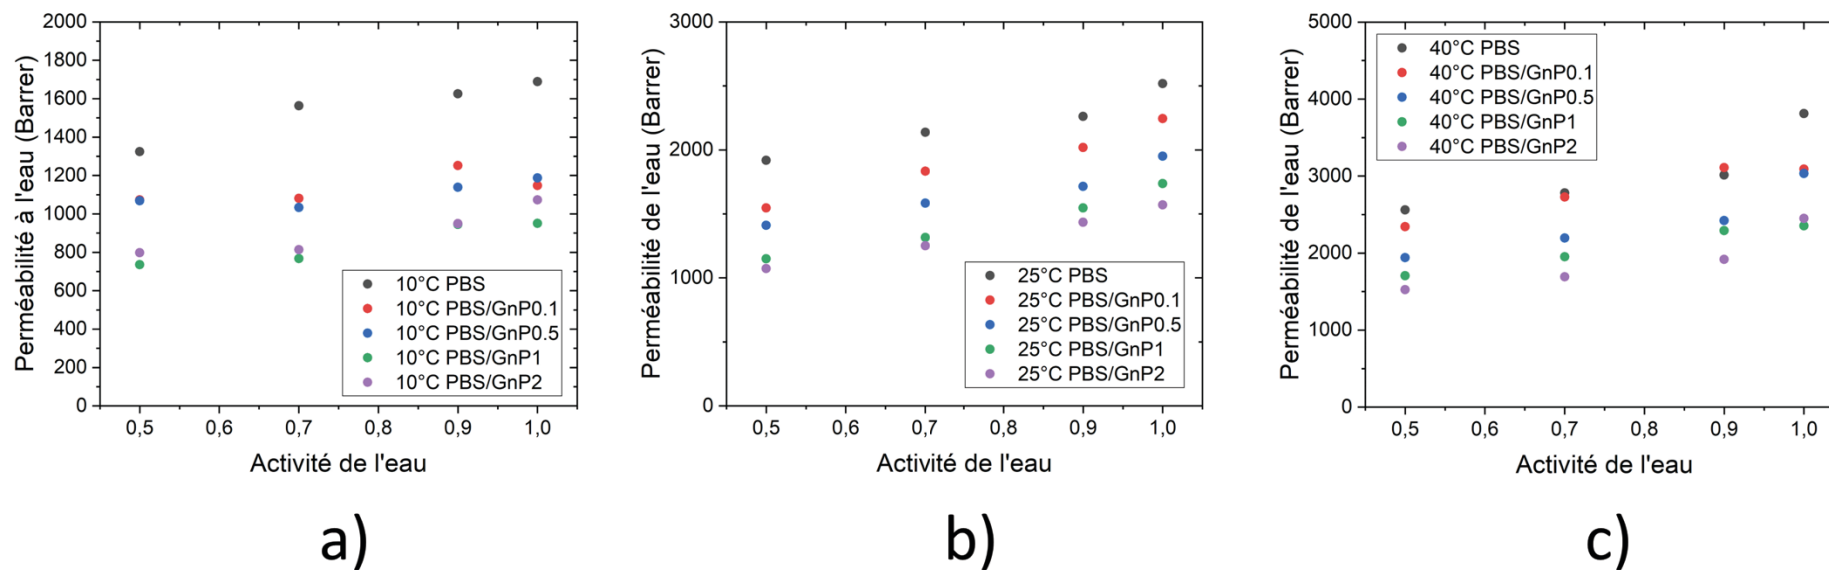 Perméabilité à l'eau (Barrer)
2000
1800
1600
1400
1200
1000
800
600
400
200
0
10°C PBS
10°C PBS/GnP0.1
10°C PBS/GnP0.5
10°C PBS/GnP1
10°C PBS/GnP2
0,5 0,6 0,7 0,8 0,9 1,0
Activité de l'eau
a)
Perméabilité de l'eau (Barrer)
3000
2000
1000
0
25°C PBS
25°C PBS/GnP0.1
25°C PBS/GnP0.5
25°C PBS/GnP1
25°C PBS/GnP2
0,5 0,6 0,7 0,8 0,9 1,0
Activité de l'eau
b)
Perméabilité de l'eau (Barrer)
5000
4000
3000
2000
1000
0
40°C PBS
40°C PBS/GnP0.1
40°C PBS/GnP0.5
40°C PBS/GnP1
40°C PBS/GnP2
0,5 0,6 0,7 0,8 0,9 1,0
Activité de l'eau
c)